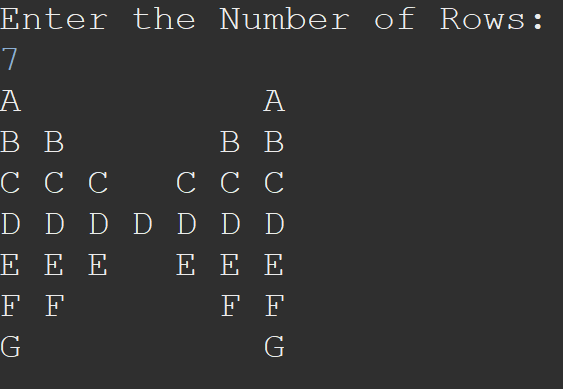 Enter the Number of Rows:
7
A                       A
B B               B B
C C C       C C C
D D D D D D D
E E E       E E E
F F               F F
G                       G